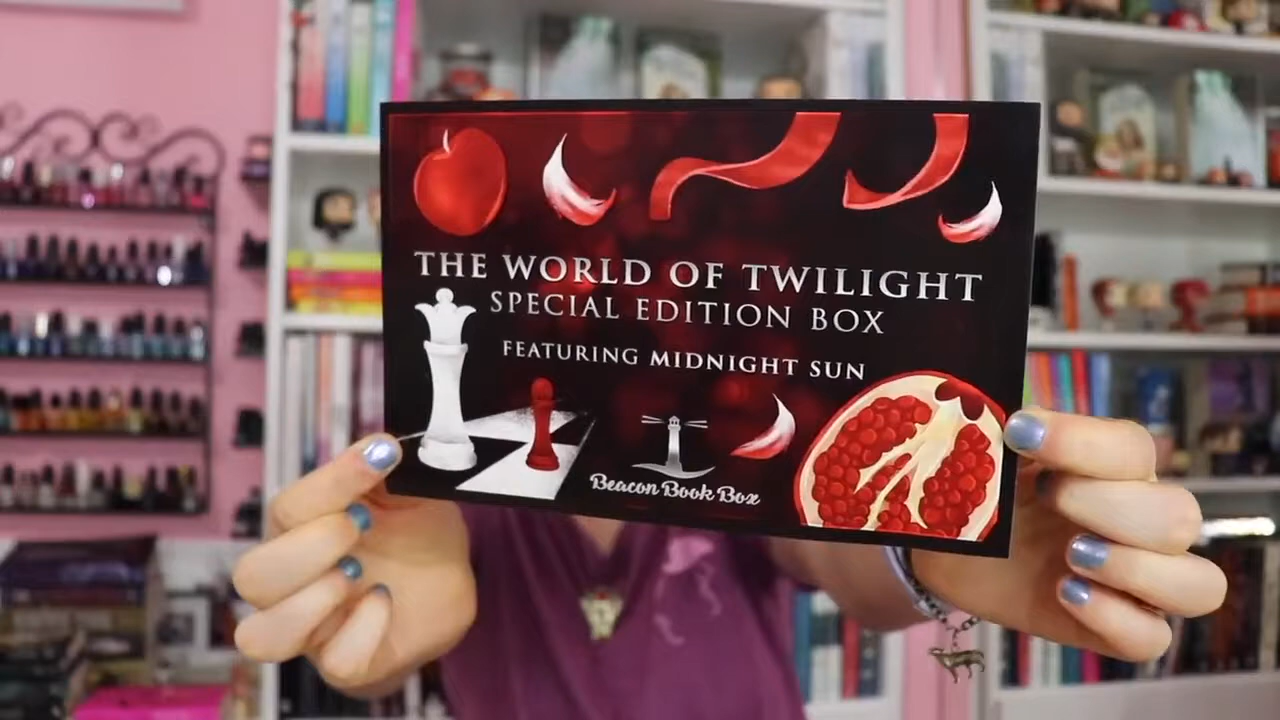 THE WORLD OF TWILIGHT
SPECIAL EDITION BOX
FEATURING MIDNIGHT SUN
Beacon Book Box